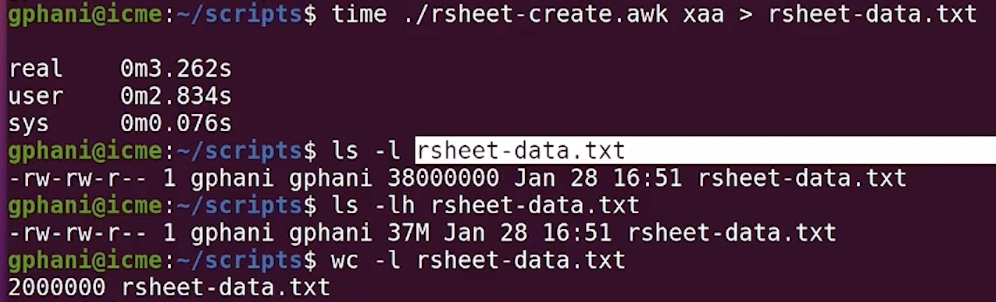 gphani@icme:~/scripts$ time ./rsheet-create.awk xaa > rsheet-data.txt
real    0m3.262s
user    0m2.834s
sys     0m0.076s
gphani@icme:~/scripts$ ls -l rsheet-data.txt
-rw-rw-r-- 1 gphani gphani 38000000 Jan 28 16:51 rsheet-data.txt
gphani@icme:~/scripts$ ls -lh rsheet-data.txt
-rw-rw-r-- 1 gphani gphani 37M Jan 28 16:51 rsheet-data.txt
gphani@icme:~/scripts$ wc -l rsheet-data.txt
2000000 rsheet-data.txt